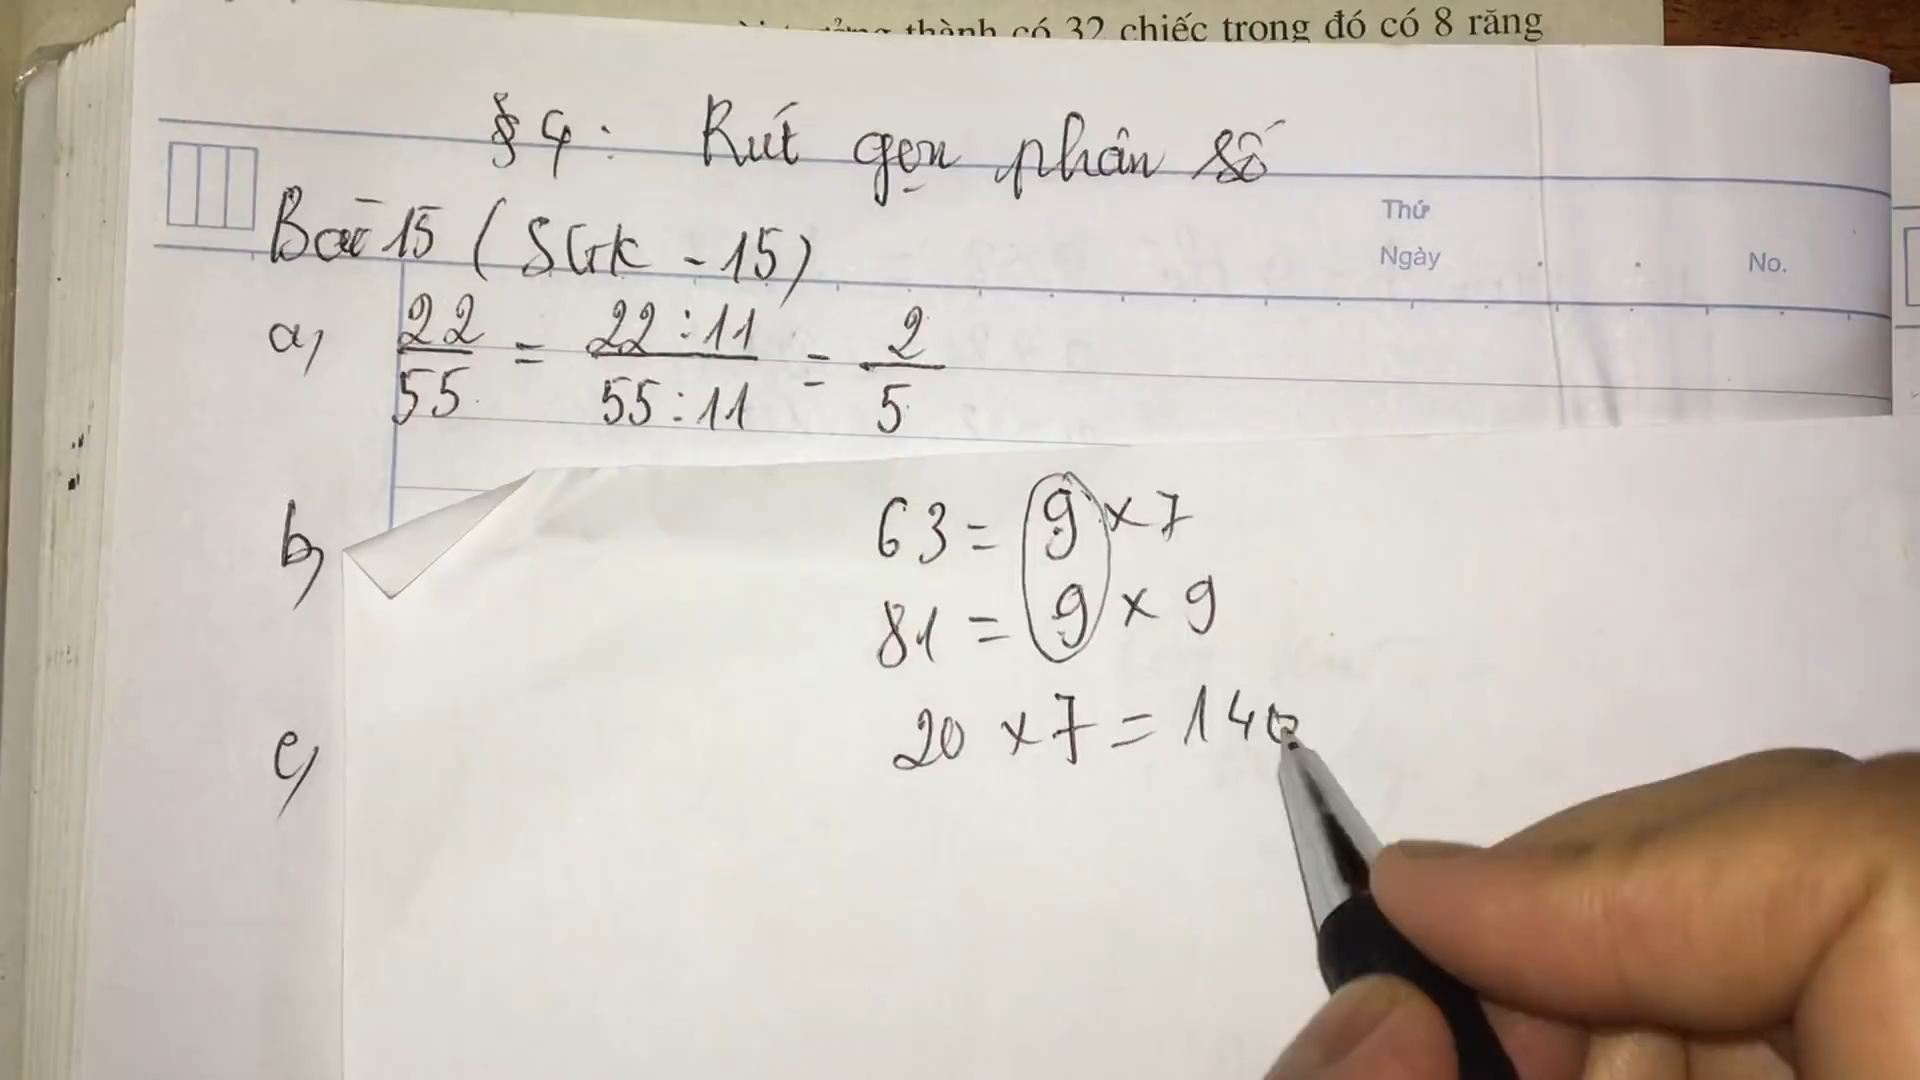 thành có 32 chiếc trong đó có 8 răng
§ 4: Rút gọn phân số
Thứ
Bài 15 (SGK - 15)
Ngày
No.
a, 22/55 = 22:11/55:11 = 2/5
b, 63 = 9 x 7
81 = 9 x 9
c, 20 x 7 = 140